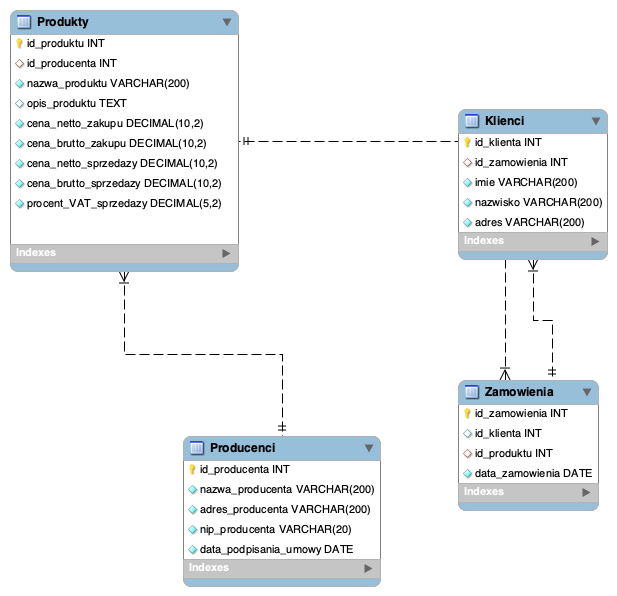 Produkty
id_produktu INT
id_producenta INT
nazwa_produktu VARCHAR(200)
opis_produktu TEXT
cena_netto_zakupu DECIMAL(10,2)
cena_brutto_zakupu DECIMAL(10,2)
cena_netto_sprzedazy DECIMAL(10,2)
cena_brutto_sprzedazy DECIMAL(10,2)
procent_VAT_sprzedazy DECIMAL(5,2)
Indexes
Klienci
id_klienta INT
id_zamowienia INT
imie VARCHAR(200)
nazwisko VARCHAR(200)
adres VARCHAR(200)
Indexes
Zamowienia
id_zamowienia INT
id_klienta INT
id_produktu INT
data_zamowienia DATE
Indexes
Producenci
id_producenta INT
nazwa_producenta VARCHAR(200)
adres_producenta VARCHAR(200)
nip_producenta VARCHAR(20)
data_podpisania_umowy DATE
Indexes